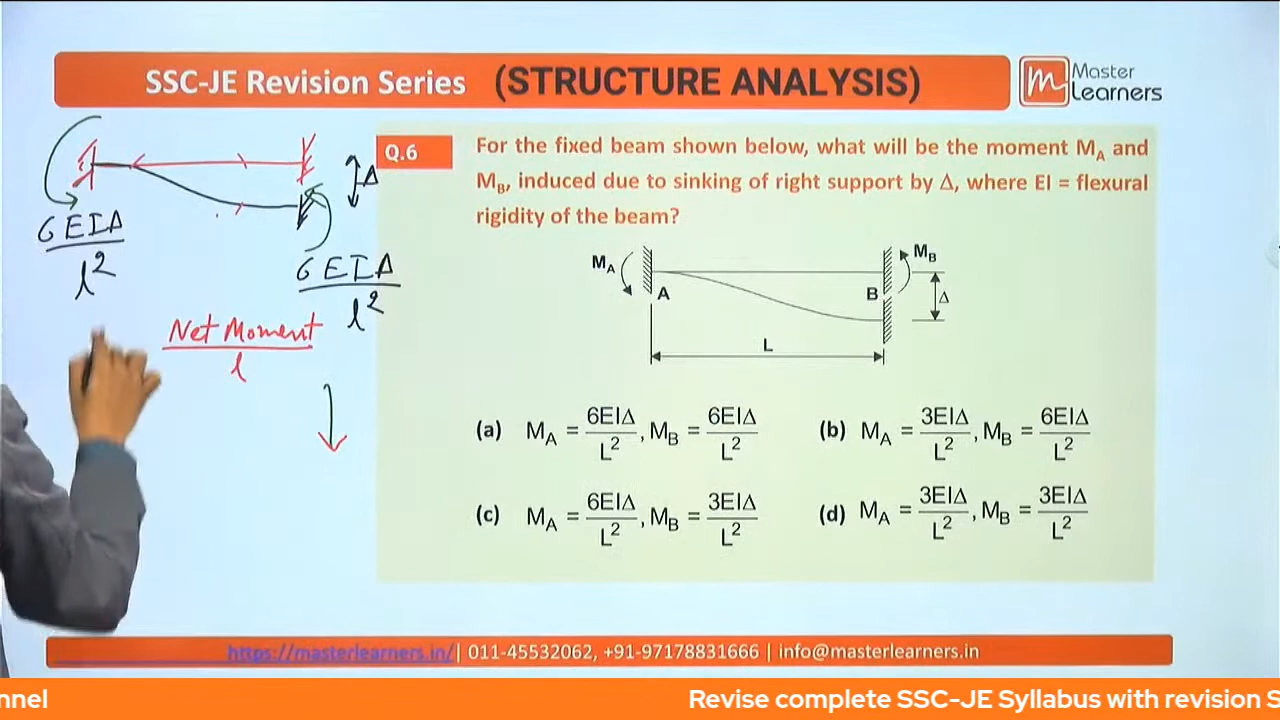 SSC-JE Revision Series (STRUCTURE ANALYSIS)
Master
Learners
Q.6
For the fixed beam shown below, what will be the moment M_A and
M_B, induced due to sinking of right support by Δ, where EI = flexural
rigidity of the beam?
M_A
M_B
A
B
Δ
L
(a) M_A = 6EIΔ/L², M_B = 6EIΔ/L²
(b) M_A = 3EIΔ/L², M_B = 6EIΔ/L²
(c) M_A = 6EIΔ/L², M_B = 3EIΔ/L²
(d) M_A = 3EIΔ/L², M_B = 3EIΔ/L²
Δ
6EIΔ
l²
6EIΔ
l²
Net Moment
l
https://masterlearners.in/ | 011-45532062, +91-97178831666 | info@masterlearners.in
nnel
Revise complete SSC-JE Syllabus with revision S